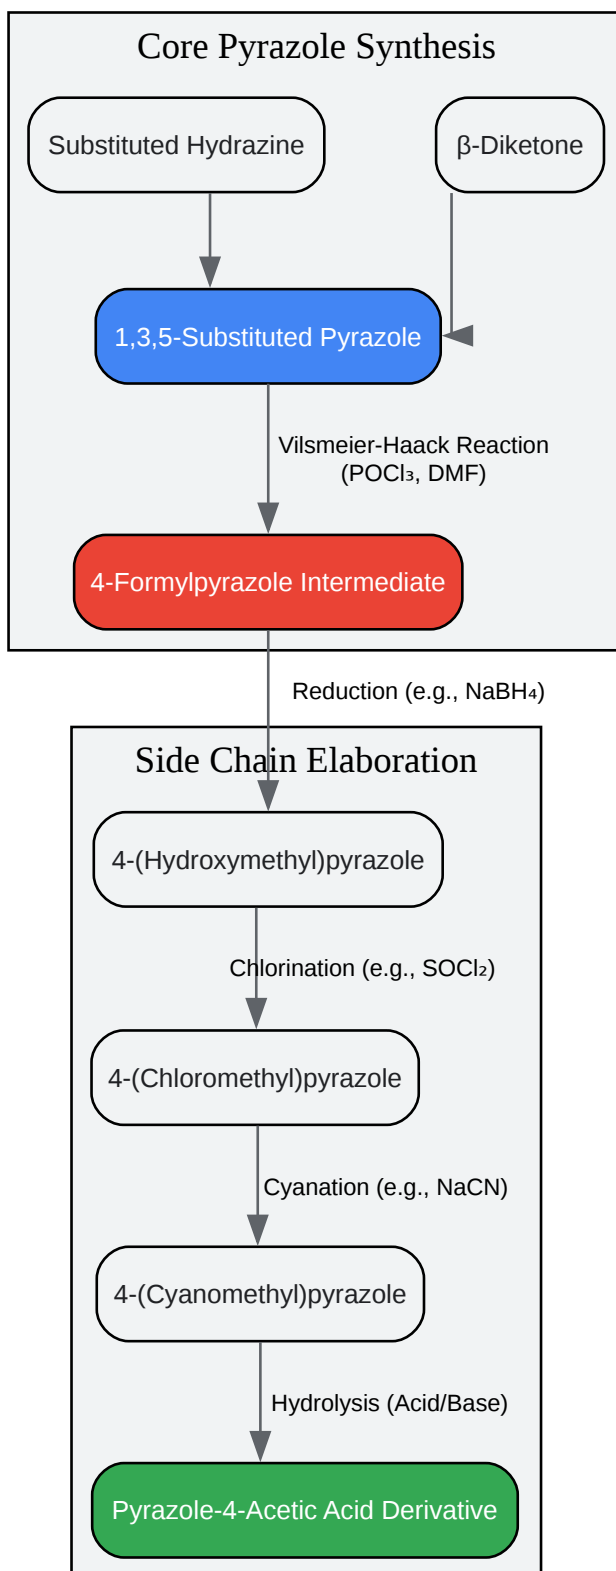 Core Pyrazole Synthesis
Substituted Hydrazine
β-Diketone
1,3,5-Substituted Pyrazole
Vilsmeier-Haack Reaction
(POCl₃, DMF)
4-Formylpyrazole Intermediate
Reduction (e.g., NaBH₄)
Side Chain Elaboration
4-(Hydroxymethyl)pyrazole
Chlorination (e.g., SOCl₂)
4-(Chloromethyl)pyrazole
Cyanation (e.g., NaCN)
4-(Cyanomethyl)pyrazole
Hydrolysis (Acid/Base)
Pyrazole-4-Acetic Acid Derivative